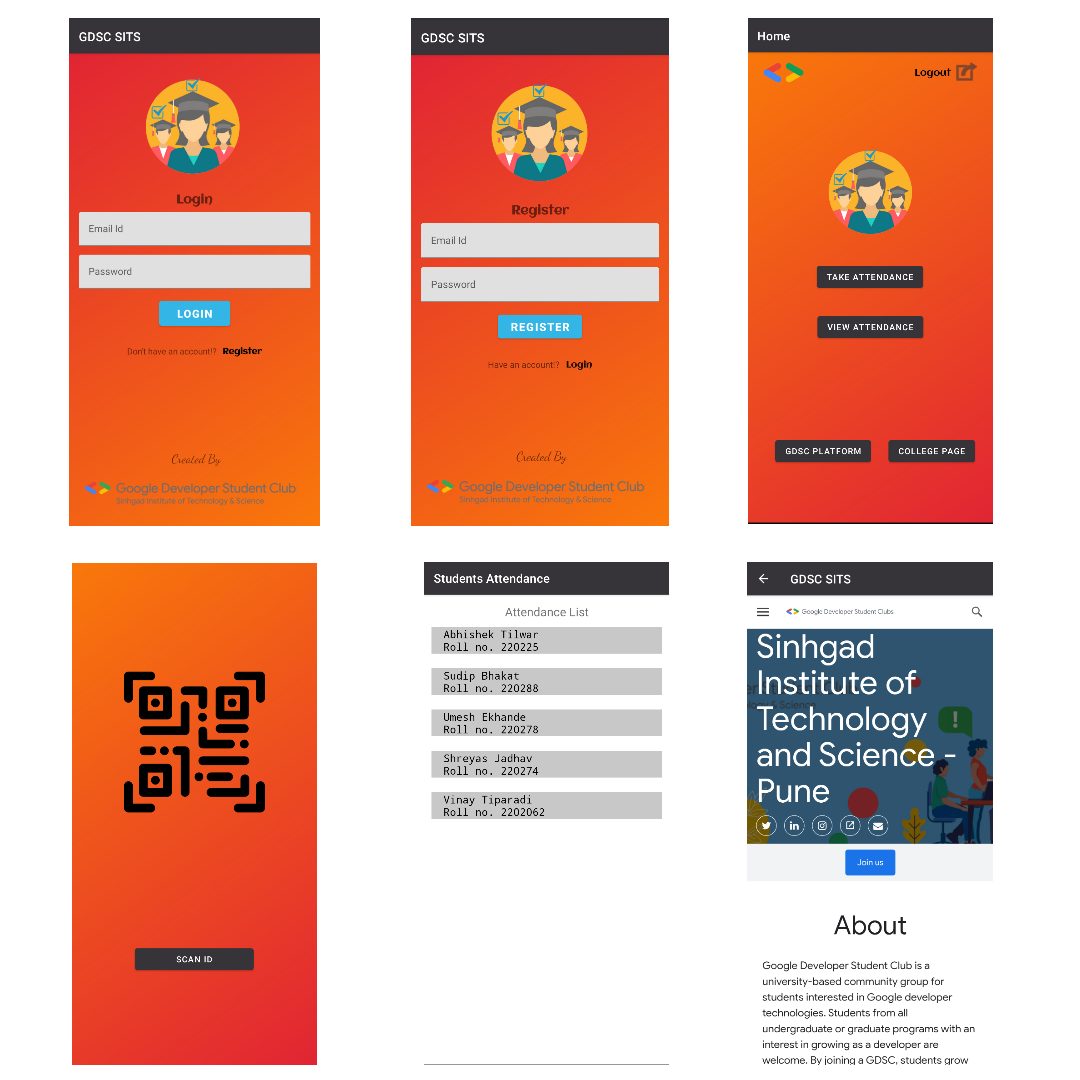 GDSC SITS
Login
Email Id
Password
LOGIN
Don't have an account!? Register
Created By
Google Developer Student Club
Sinhgad Institute of Technology & Science
GDSC SITS
Register
Email Id
Password
REGISTER
Have an account!? Login
Created By
Google Developer Student Club
Sinhgad Institute of Technology & Science
Home
Logout
TAKE ATTENDANCE
VIEW ATTENDANCE
GDSC PLATFORM
COLLEGE PAGE
SCAN ID
Students Attendance
Attendance List
Abhishek Tilwar
Roll no. 220225
Sudip Bhakat
Roll no. 220288
Umesh Ekhande
Roll no. 220278
Shreyas Jadhav
Roll no. 220274
Vinay Tiparadi
Roll no. 2202062
GDSC SITS
Google Developer Student Clubs
Sinhgad
Institute of
Technology
and Science -
Pune
Join us
About
Google Developer Student Club is a
university-based community group for
students interested in Google developer
technologies. Students from all
undergraduate or graduate programs with an
interest in growing as a developer are
welcome. By joining a GDSC, students grow